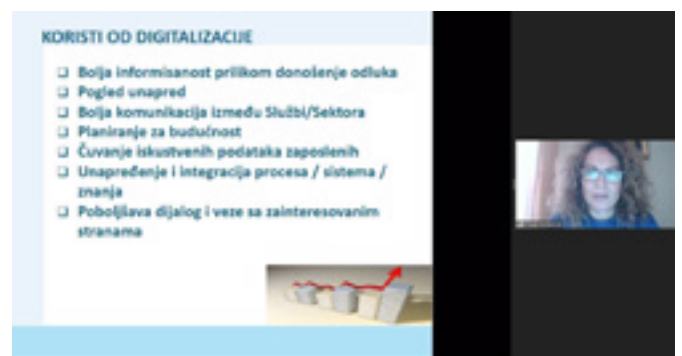 KORISTI OD DIGITALIZACIJE
Bolja informisanost prilikom donošenje odluka
Pogled unapred
Bolja komunikacija između Službi/Sektora
Planiranje za budućnost
Čuvanje iskustvenih podataka zaposlenih
Unapređenje i integracija procesa / sistema /
znanja
Poboljšava dijalog i veze sa zainteresovanim
stranama